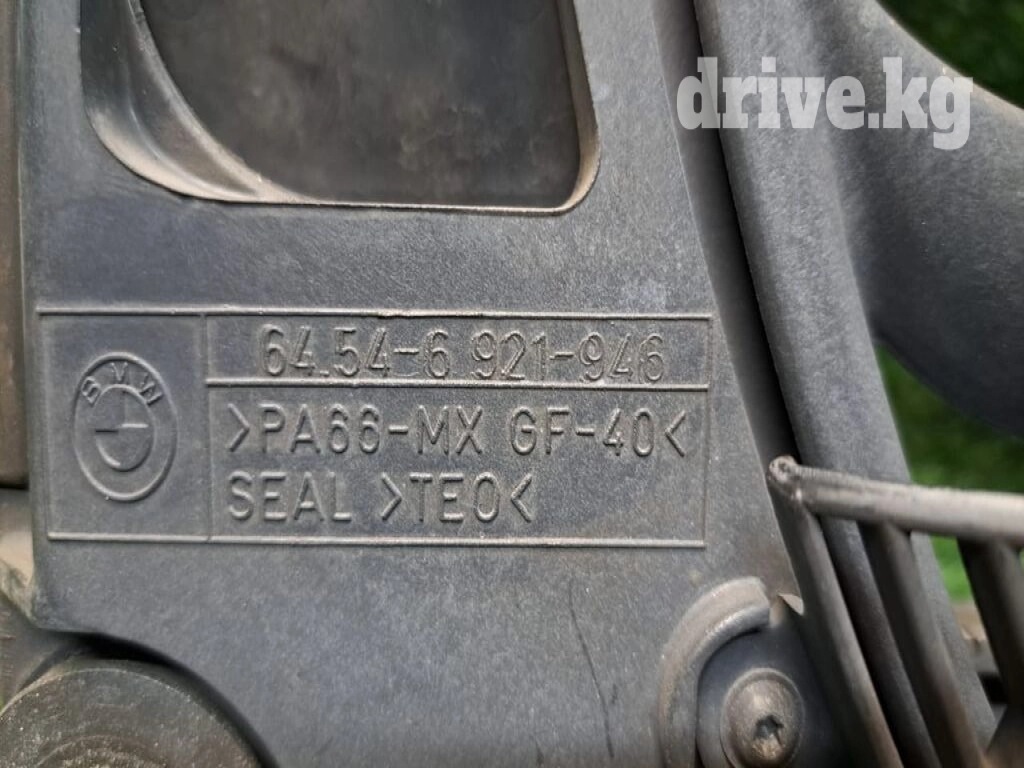 drive.kg
64.54-6 921-946
BMW
>PA66-MX GF-40<
SEAL >TEO<